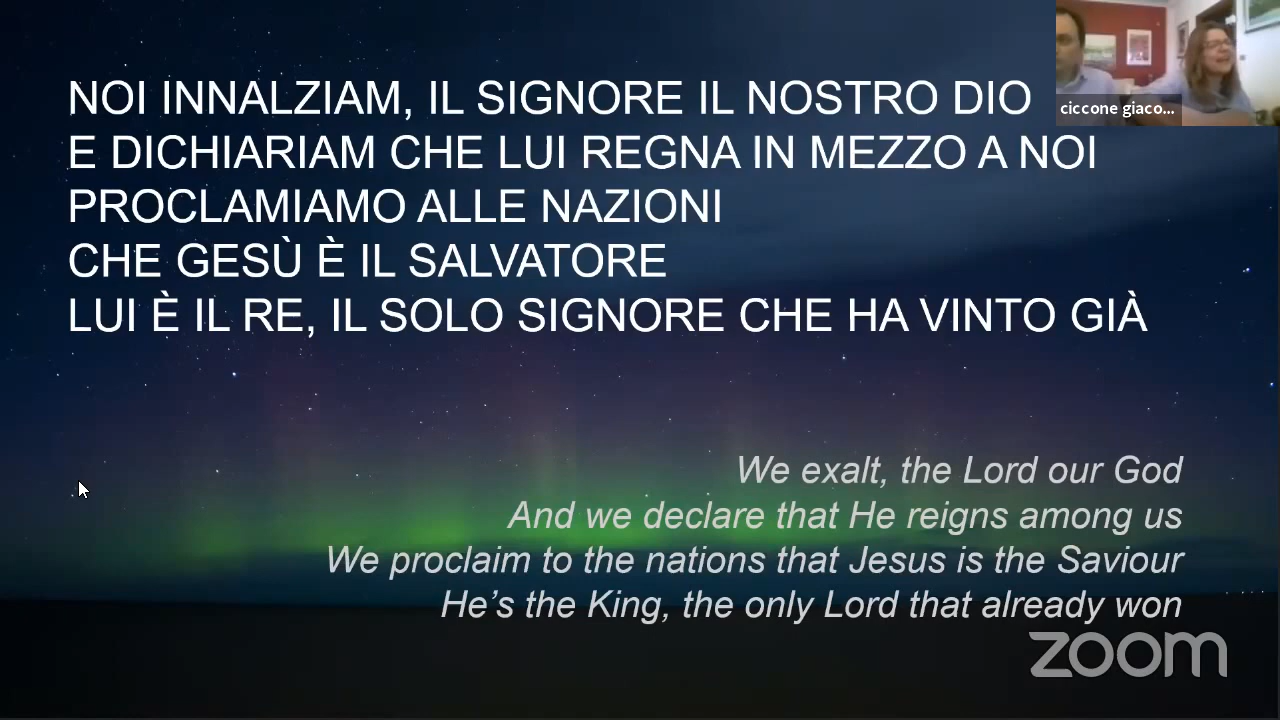 NOI INNALZIAM, IL SIGNORE IL NOSTRO DIO
E DICHIARIAM CHE LUI REGNA IN MEZZO A NOI
PROCLAMIAMO ALLE NAZIONI
CHE GESÙ È IL SALVATORE
LUI È IL RE, IL SOLO SIGNORE CHE HA VINTO GIÀ
ciccone giaco...
We exalt, the Lord our God
And we declare that He reigns among us
We proclaim to the nations that Jesus is the Saviour
He’s the King, the only Lord that already won
zoom